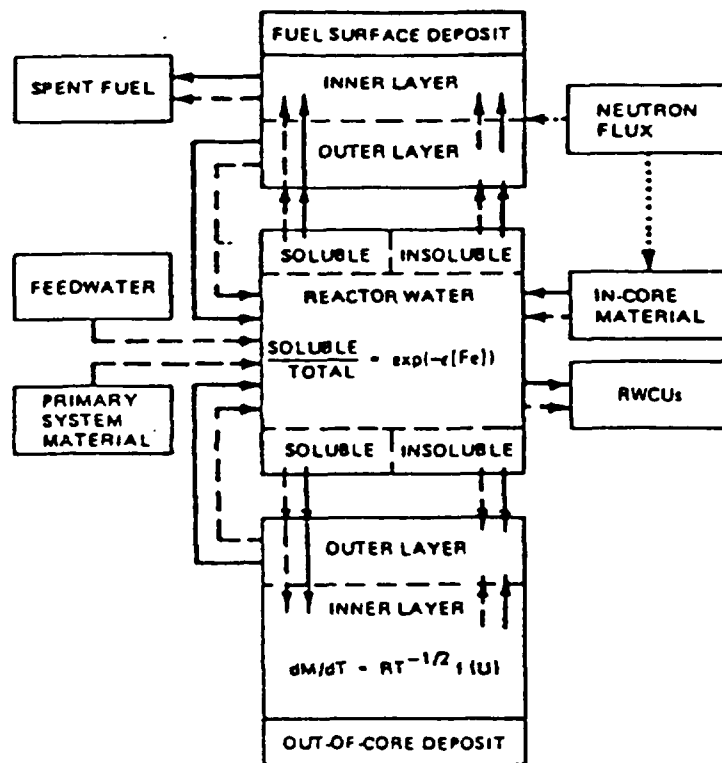 FUEL SURFACE DEPOSIT
INNER LAYER
OUTER LAYER
SPENT FUEL
NEUTRON
FLUX
SOLUBLE
INSOLUBLE
REACTOR WATER
SOLUBLE
TOTAL
= exp(-ε[Fe])
FEEDWATER
PRIMARY
SYSTEM
MATERIAL
IN-CORE
MATERIAL
RWCUs
SOLUBLE
INSOLUBLE
OUTER LAYER
INNER LAYER
dM/dT = RT^-1/2 f(U)
OUT-OF-CORE DEPOSIT